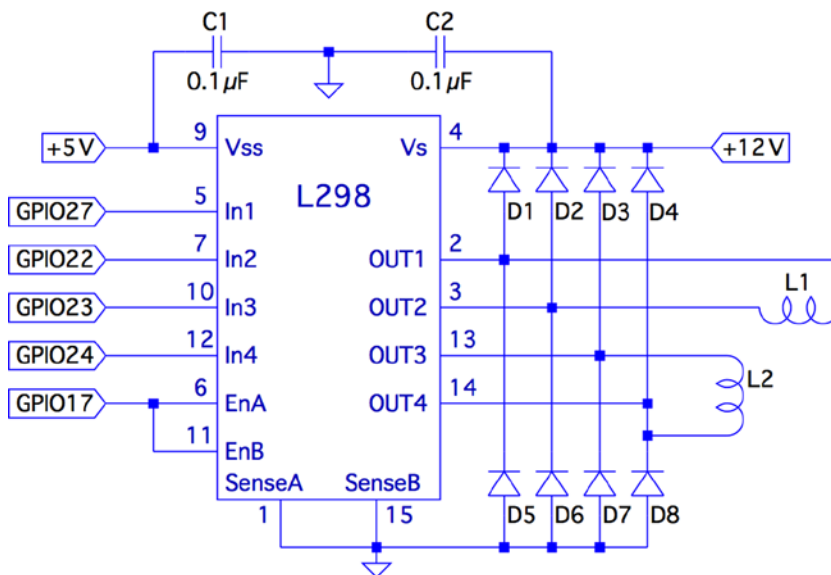 C1 C2
0.1µF 0.1µF
+5V 9 Vss Vs 4 +12V
L298
GPIO27 5 In1 D1 D2 D3 D4
GPIO22 7 In2 OUT1 2
L1
GPIO23 10 In3 OUT2 3
GPIO24 12 In4 OUT3 13
L2
GPIO17 6 EnA OUT4 14
11 EnB
SenseA SenseB
1 15 D5 D6 D7 D8